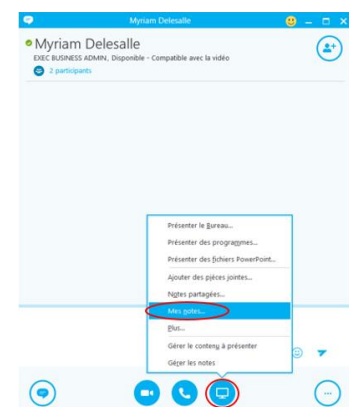 Myriam Delesalle
Myriam Delesalle
EXEC BUSINESS ADMIN, Disponible - Compatible avec la vidéo
2 participants
Présenter le Bureau...
Présenter des programmes...
Présenter des fichiers PowerPoint...
Ajouter des pièces jointes...
Notes partagées...
Mes notes...
Plus...
Gérer le contenu à présenter
Gérer les notes